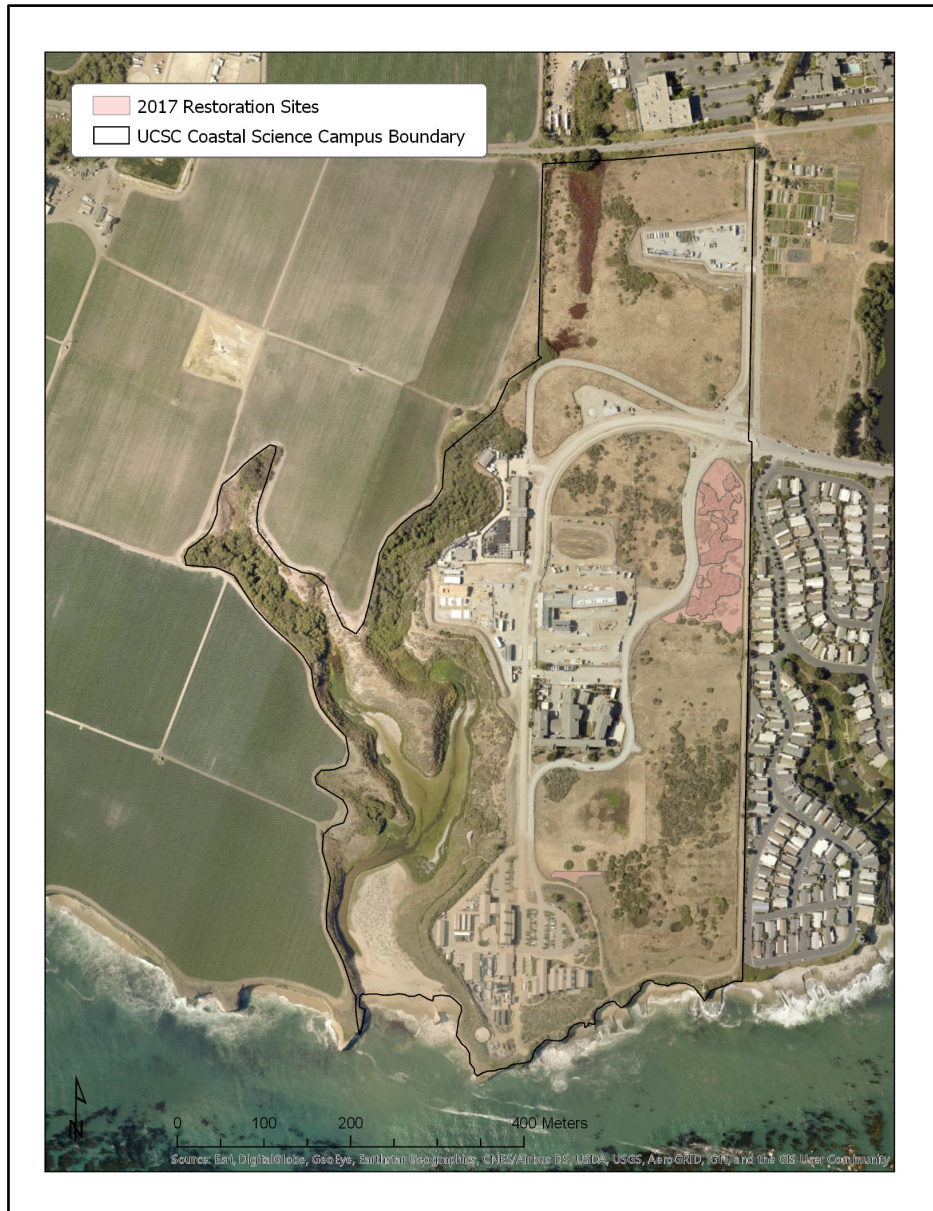 2017 Restoration Sites
UCSC Coastal Science Campus Boundary
N
0 100 200 400 Meters
Source: Esri, DigitalGlobe, GeoEye, Earthstar Geographics, CNES/Airbus DS, USDA, USGS, AeroGRID, IGN, and the GIS User Community